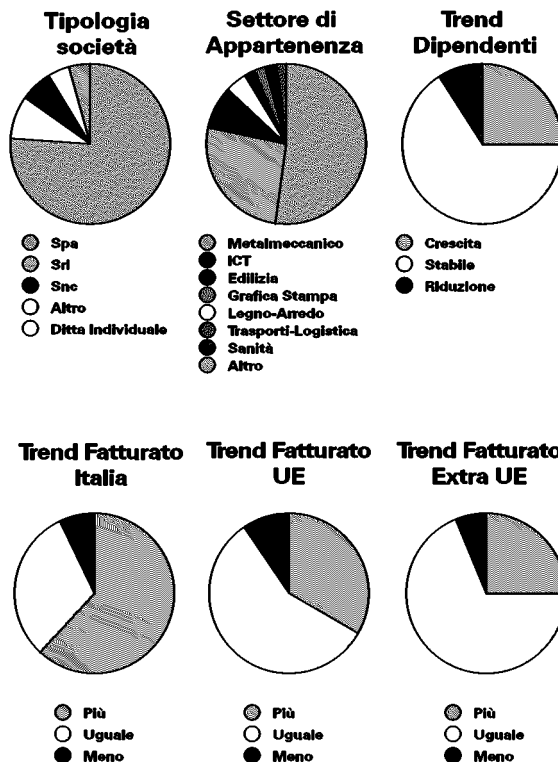 Tipologia
società
Spa
Srl
Snc
Altro
Ditta Individuale
Settore di
Appartenenza
Metalmeccanico
ICT
Edilizia
Grafica Stampa
Legno-Arredo
Trasporti-Logistica
Sanità
Altro
Trend
Dipendenti
Crescita
Stabile
Riduzione
Trend Fatturato
Italia
Più
Uguale
Meno
Trend Fatturato
UE
Più
Uguale
Meno
Trend Fatturato
Extra UE
Più
Uguale
Meno